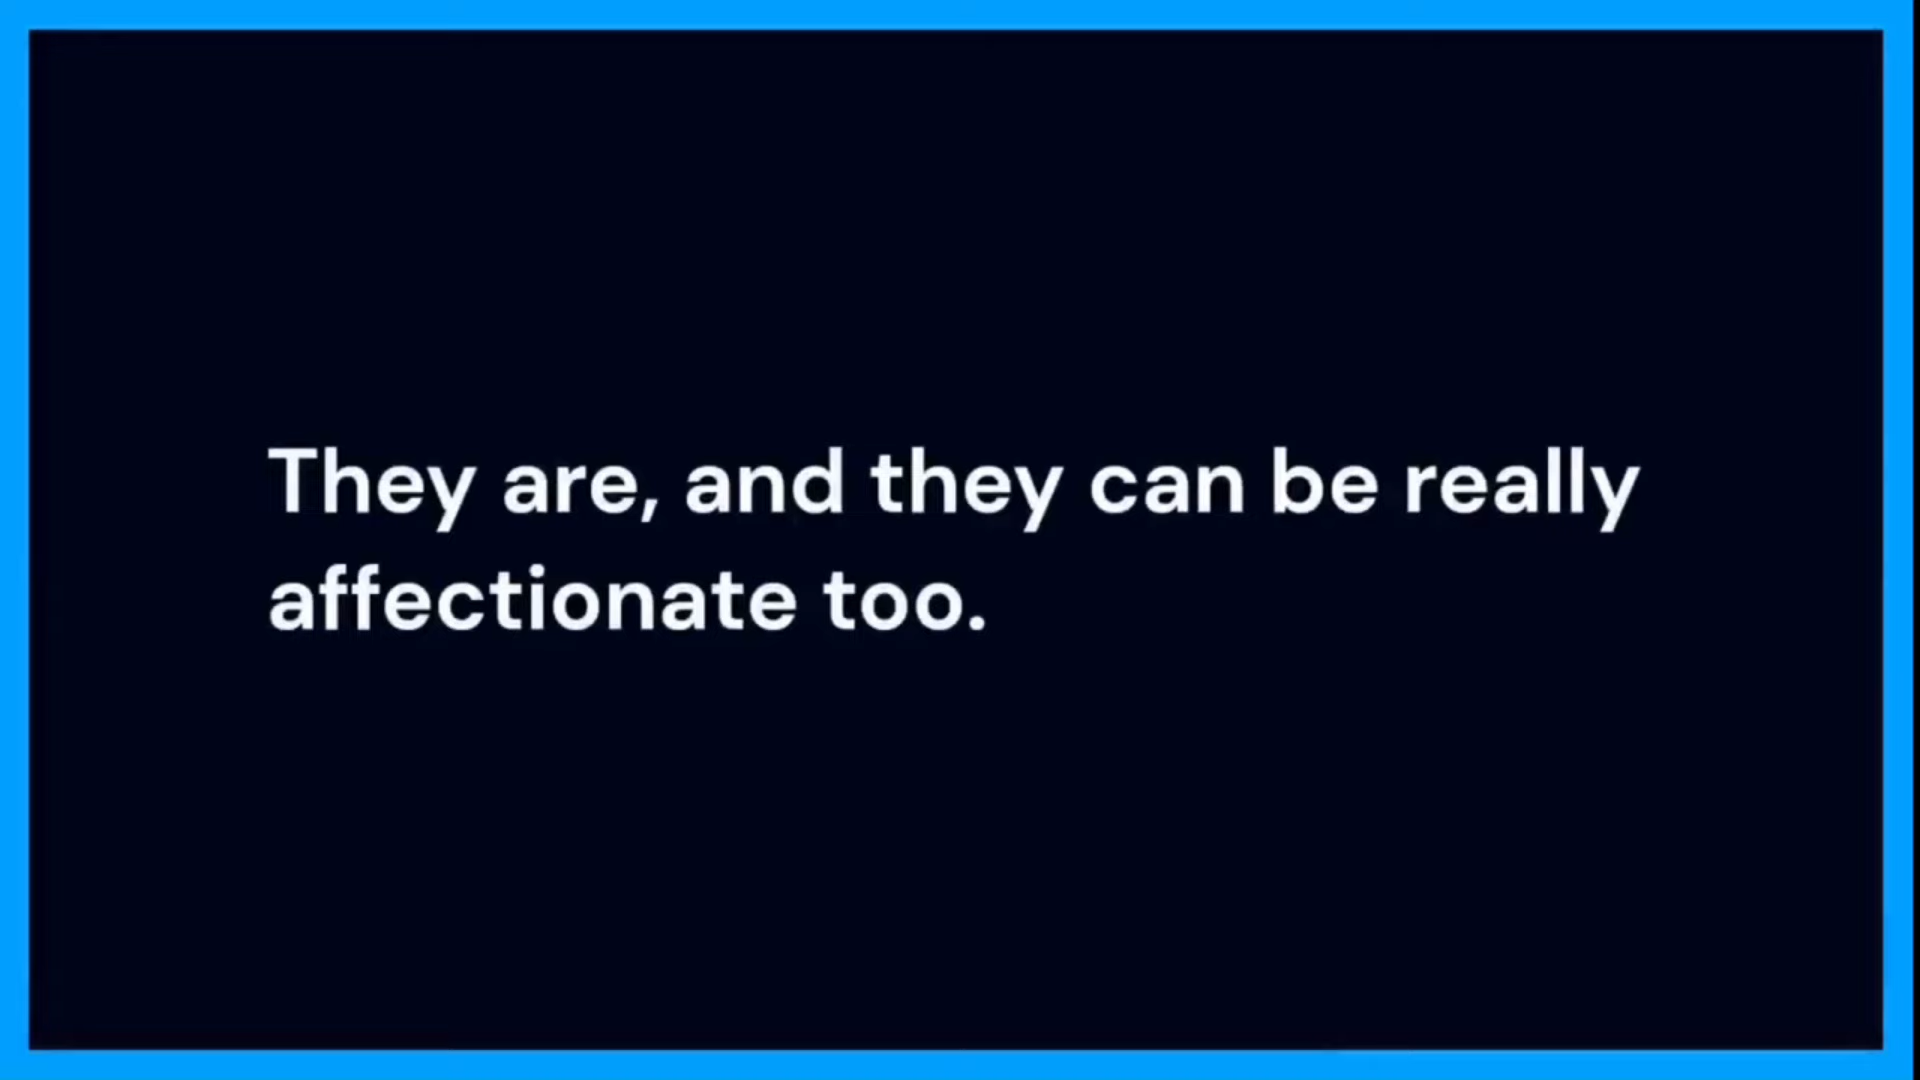 They are, and they can be really
affectionate too.